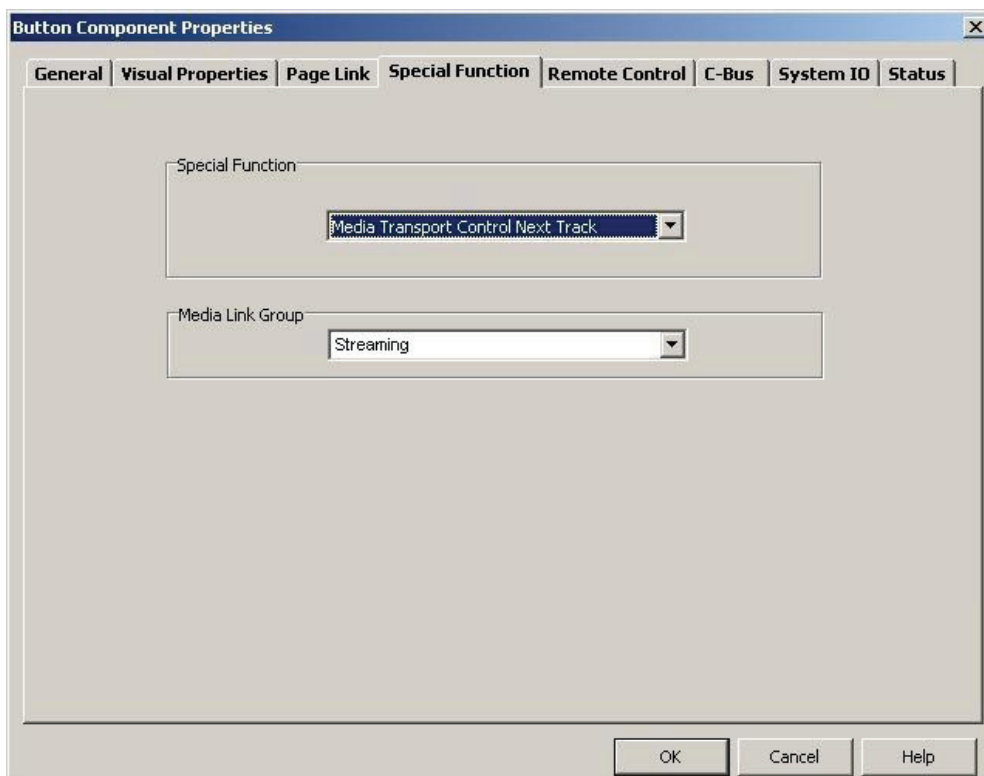 Button Component Properties
General Visual Properties Page Link Special Function Remote Control C-Bus System IO Status
Special Function
Media Transport Control Next Track
Media Link Group
Streaming
OK Cancel Help